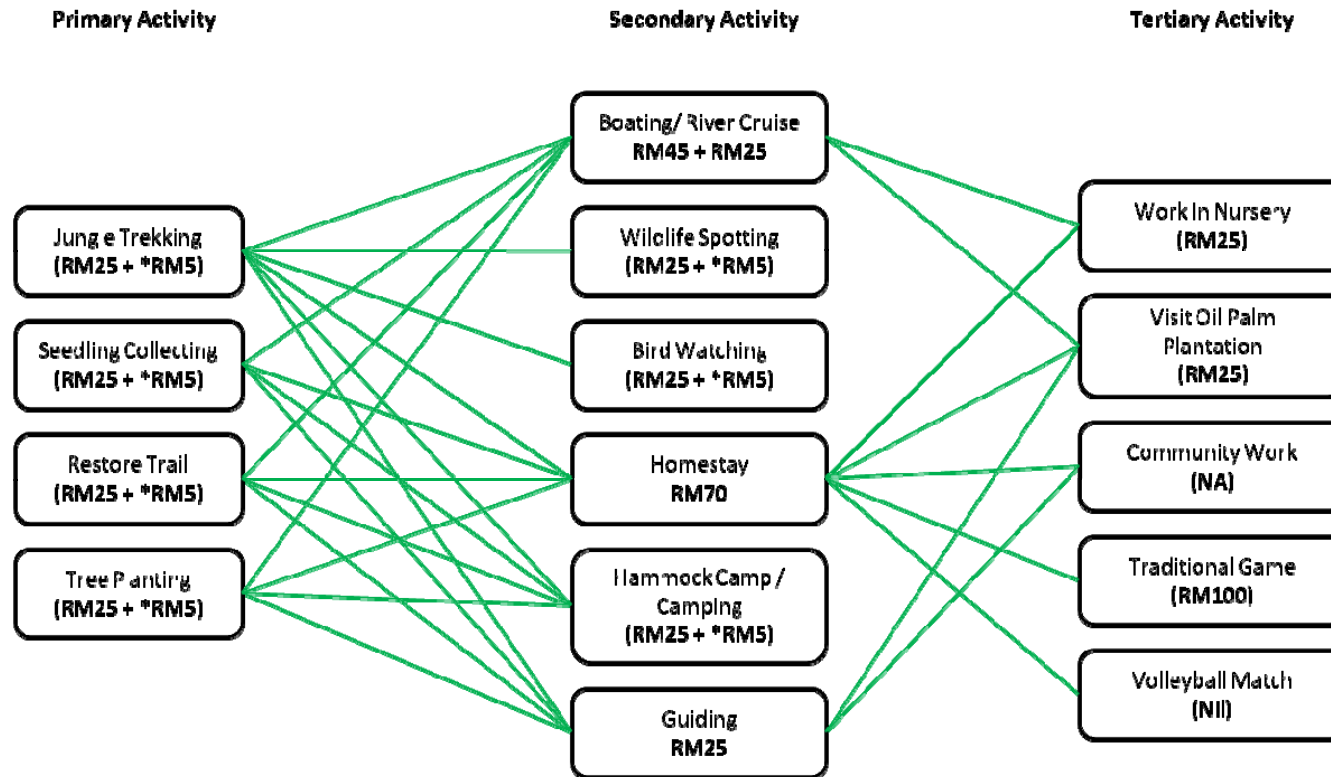 Primary Activity
Secondary Activity
Tertiary Activity
Jungle Trekking
(RM25 + *RM5)
Seedling Collecting
(RM25 + *RM5)
Restore Trail
(RM25 + *RM5)
Tree Planting
(RM25 + *RM5)
Boating/ River Cruise
RM45 + RM25
Wildlife Spotting
(RM25 + *RM5)
Bird Watching
(RM25 + *RM5)
Homestay
RM70
Hammock Camp /
Camping
(RM25 + *RM5)
Guiding
RM25
Work In Nursery
(RM25)
Visit Oil Palm
Plantation
(RM25)
Community Work
(NA)
Traditional Game
(RM100)
Volleyball Match
(Nil)